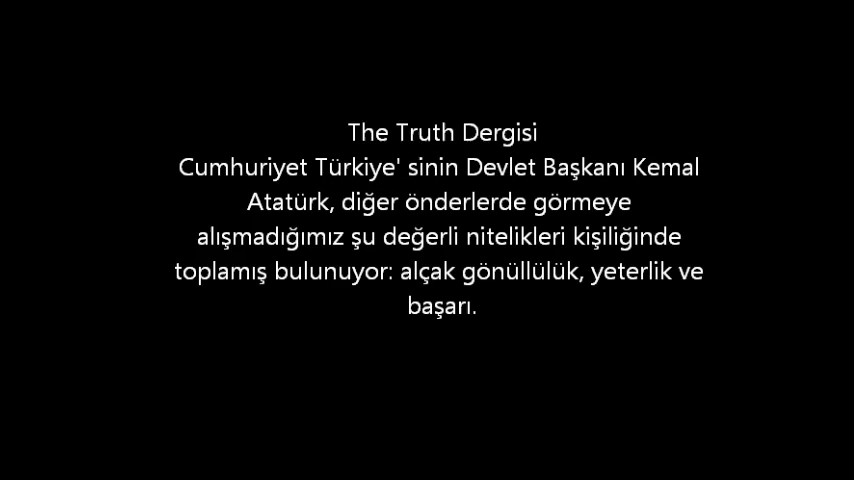 The Truth Dergisi
Cumhuriyet Türkiye' sinin Devlet Başkanı Kemal
Atatürk, diğer önderlerde görmeye
alışmadığımız şu değerli nitelikleri kişiliğinde
toplamış bulunuyor: alçak gönüllülük, yeterlik ve
başarı.